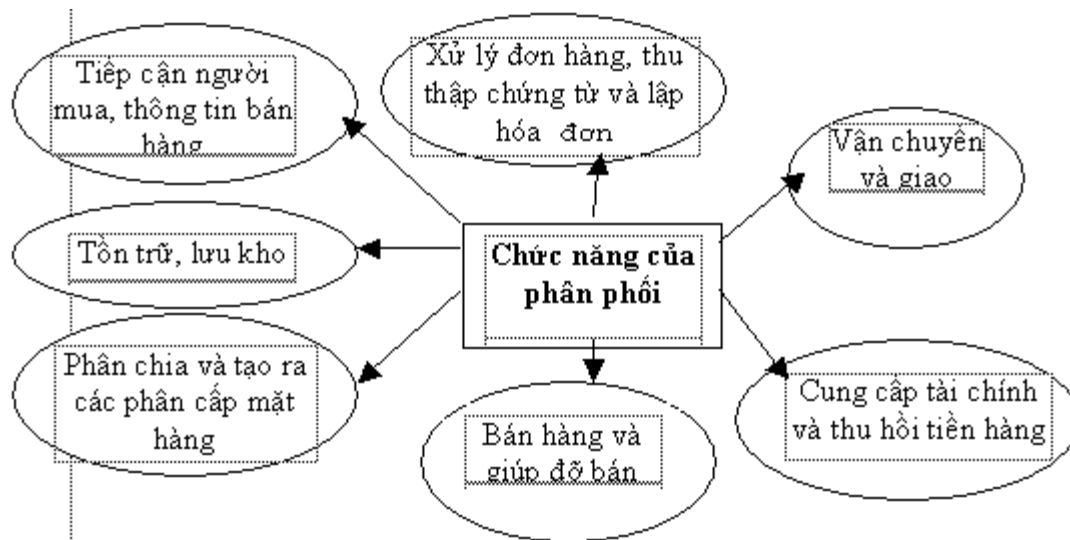 Tiếp cận người
mua, thông tin bán
hàng
Xử lý đơn hàng, thu
thập chứng từ và lập
hóa đơn
Vận chuyển
và giao
Tồn trữ, lưu kho
Chức năng của
phân phối
Phân chia và tạo ra
các phân cấp mặt
hàng
Bán hàng và
giúp đỡ bán
Cung cấp tài chính
và thu hồi tiền hàng